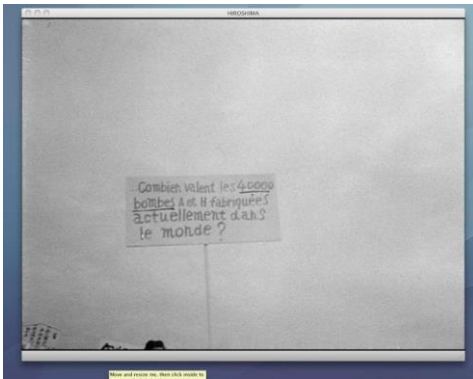 HIROSHIMA
Combien valent les 40000
bombes A et H fabriquées
actuellement dans
le monde ?
Move and resize me, then click inside to